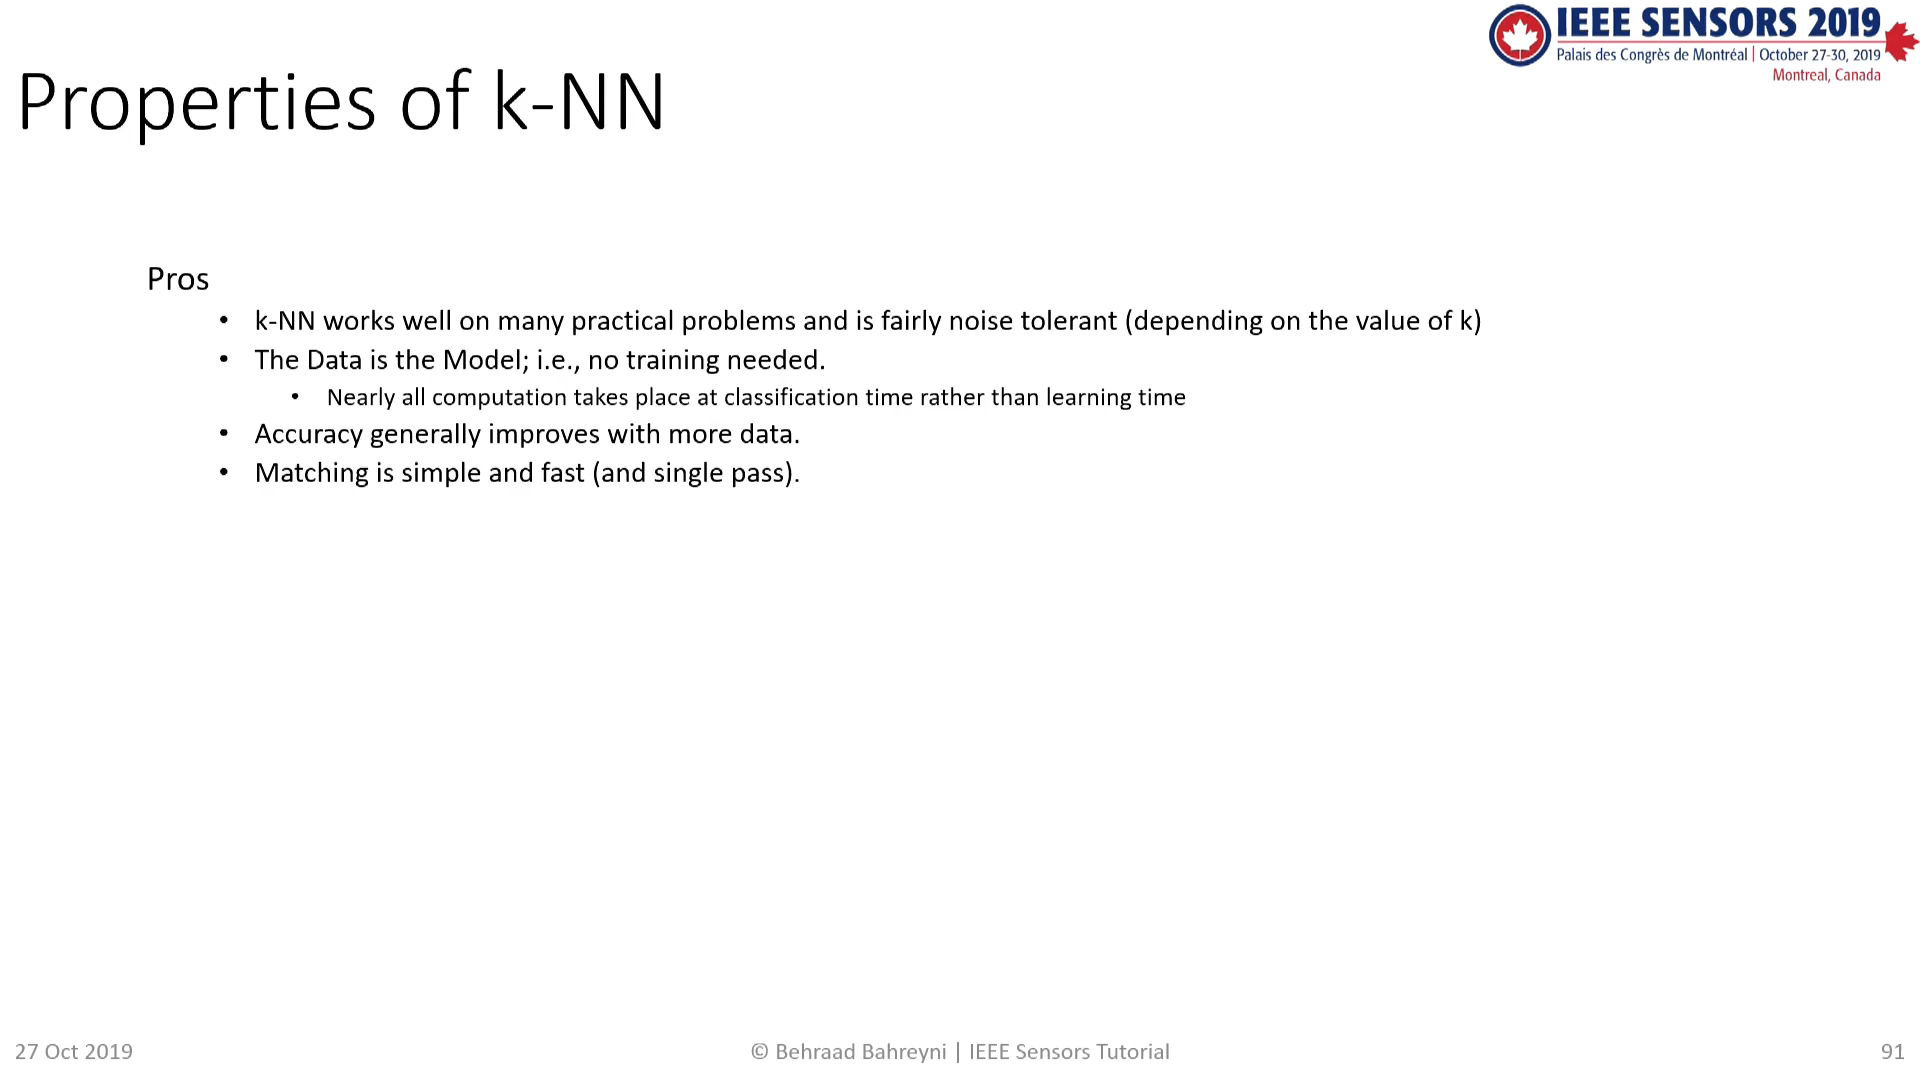 IEEE SENSORS 2019
Palais des Congrès de Montréal | October 27-30, 2019
Montreal, Canada
Properties of k-NN
Pros
• k-NN works well on many practical problems and is fairly noise tolerant (depending on the value of k)
• The Data is the Model; i.e., no training needed.
• Nearly all computation takes place at classification time rather than learning time
• Accuracy generally improves with more data.
• Matching is simple and fast (and single pass).
27 Oct 2019
© Behraad Bahreyni | IEEE Sensors Tutorial
91